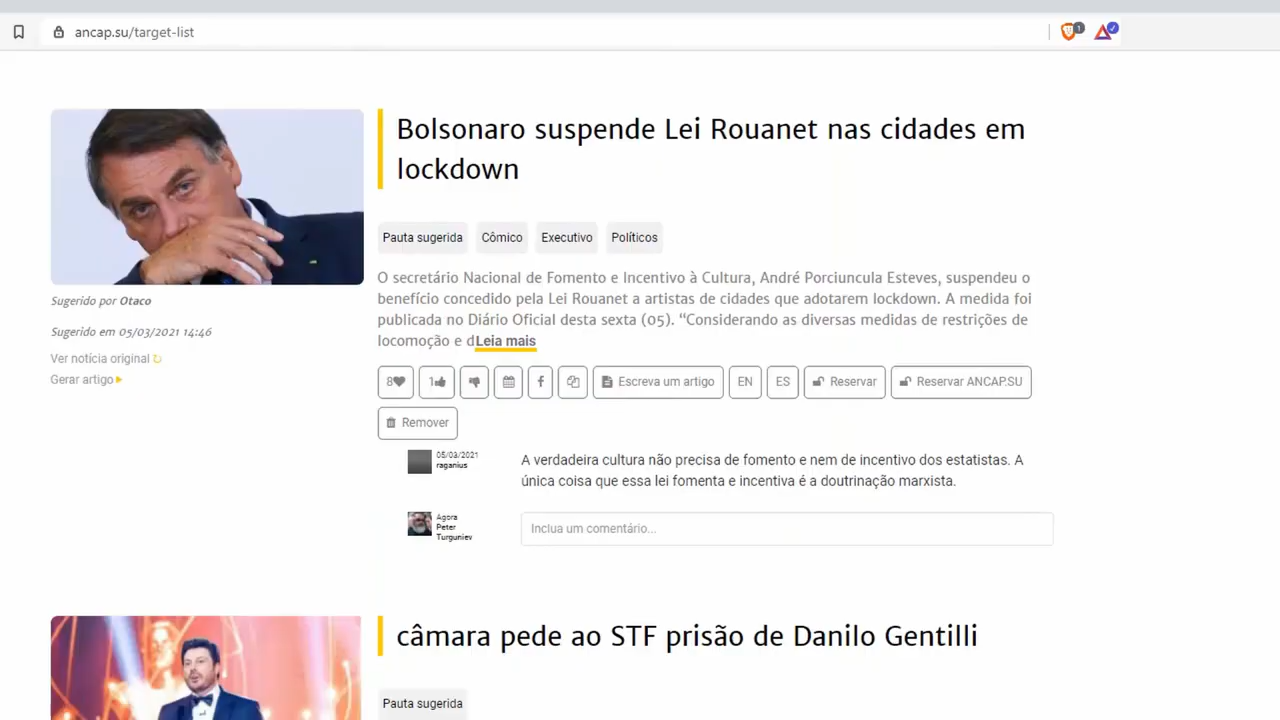 ancap.su/target-list
1
Bolsonaro suspende Lei Rouanet nas cidades em
lockdown
Pauta sugerida
Cômico
Executivo
Políticos
O secretário Nacional de Fomento e Incentivo à Cultura, André Porciuncula Esteves, suspendeu o
benefício concedido pela Lei Rouanet a artistas de cidades que adotarem lockdown. A medida foi
publicada no Diário Oficial desta sexta (05). “Considerando as diversas medidas de restrições de
locomoção e dLeia mais
Sugerido por Otaco
Sugerido em 05/03/2021 14:46
Ver notícia original
Gerar artigo
8
1
Escreva um artigo
EN
ES
Reservar
Reservar ANCAP.SU
Remover
05/03/2021
raganius
A verdadeira cultura não precisa de fomento e nem de incentivo dos estatistas. A
única coisa que essa lei fomenta e incentiva é a doutrinação marxista.
Agora
Peter
Turguniev
Inclua um comentário...
câmara pede ao STF prisão de Danilo Gentilli
Pauta sugerida